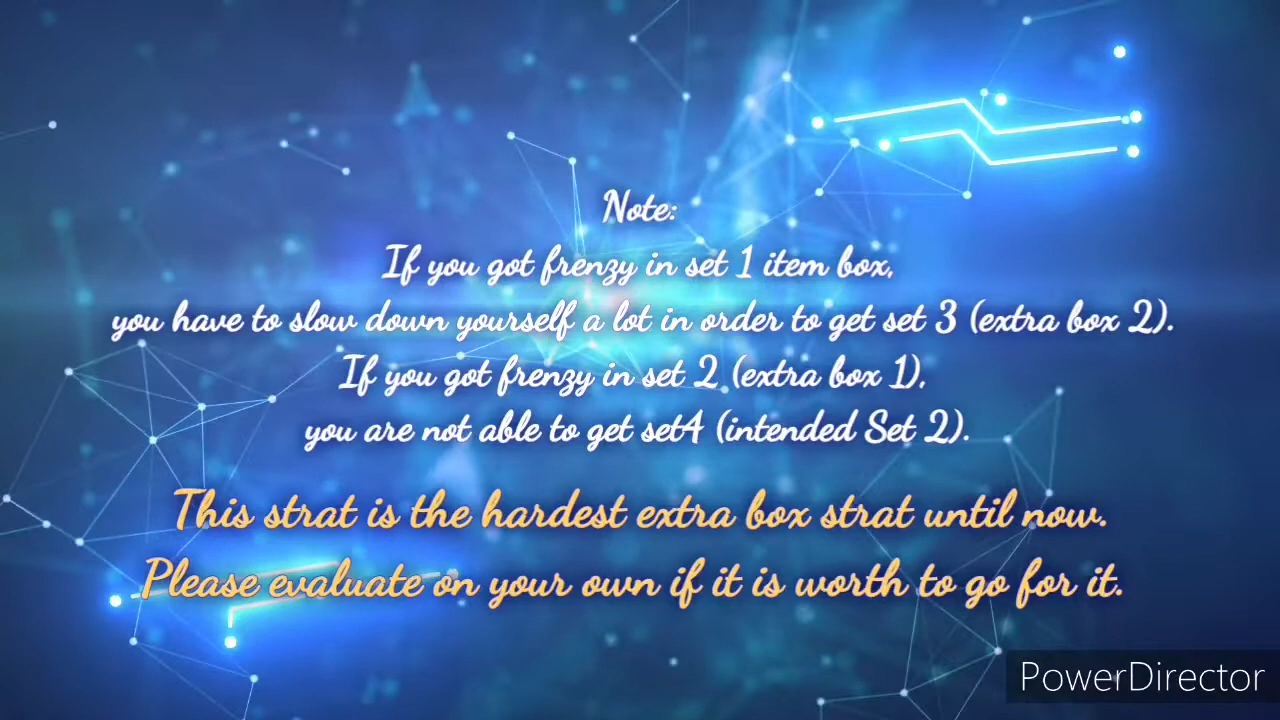 Note:
If you got frenzy in set 1 item box,
you have to slow down yourself a lot in order to get set 3 (extra box 2).
If you got frenzy in set 2 (extra box 1),
you are not able to get set4 (intended Set 2).
This strat is the hardest extra box strat until now.
Please evaluate on your own if it is worth to go for it.
PowerDirector